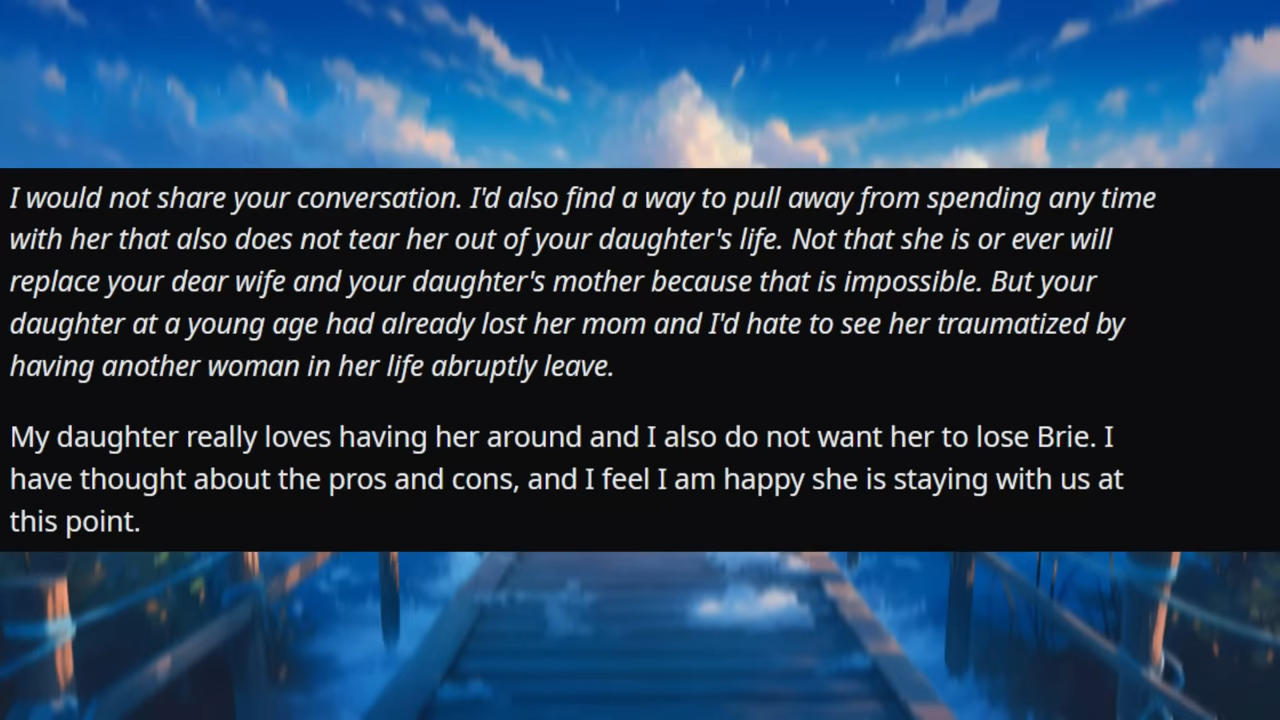 I would not share your conversation. I'd also find a way to pull away from spending any time
with her that also does not tear her out of your daughter's life. Not that she is or ever will
replace your dear wife and your daughter's mother because that is impossible. But your
daughter at a young age had already lost her mom and I'd hate to see her traumatized by
having another woman in her life abruptly leave.
My daughter really loves having her around and I also do not want her to lose Brie. I
have thought about the pros and cons, and I feel I am happy she is staying with us at
this point.